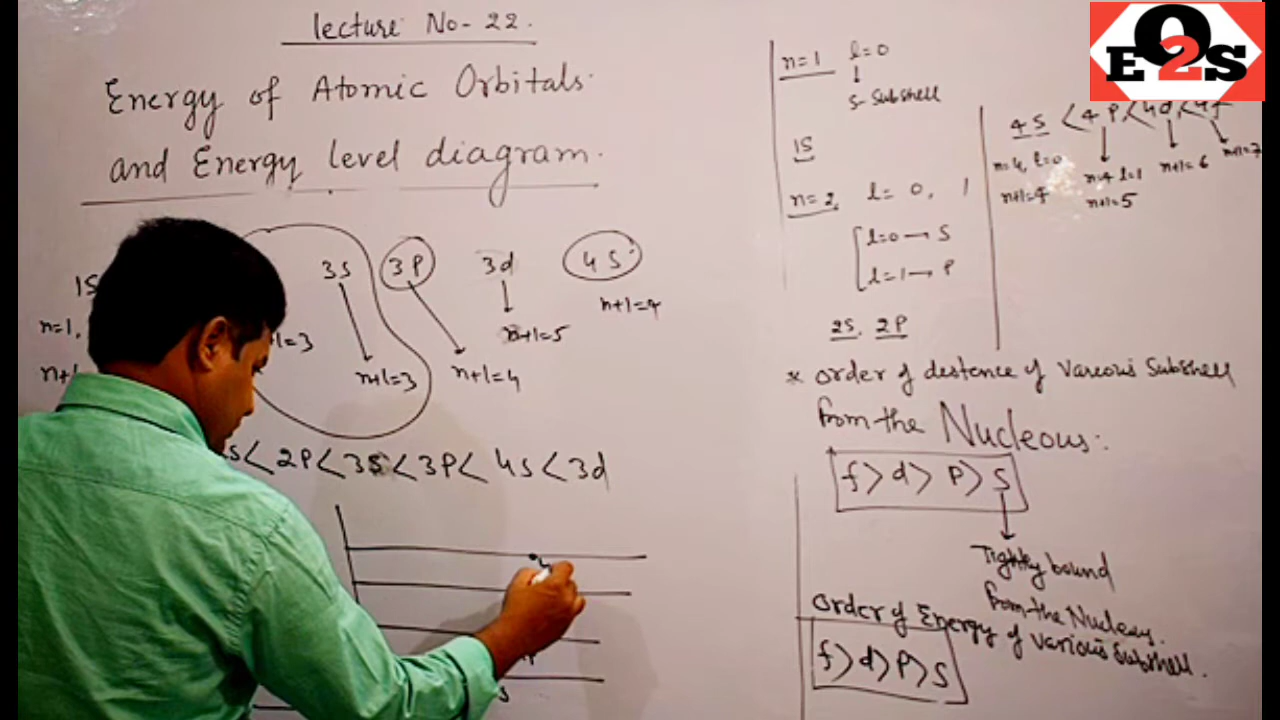 lecture No- 22.
Energy of Atomic Orbitals
and Energy level diagram.
1S 3S 3P 3d 4S
n=1,
n+l=3 n+l=4 n+l=5 n+l=4
<2P<3S<3P<4S<3d
n=1 l=0
↓
S-Subshell
1S
n=2, l= 0, 1
l=0→S
l=1→P
2S, 2P
4S <4P<4d<4f
n=4, l=0 n=4 l=1 n+l=6 n+l=7
n+l=4 n+l=5
* order of destence of Vareous Subshell
from the Nucleous:
f>d>P>S
Tightly bound
from the Nucleus.
Order of Energy of various Subshell.
f>d>P>S
EO2S